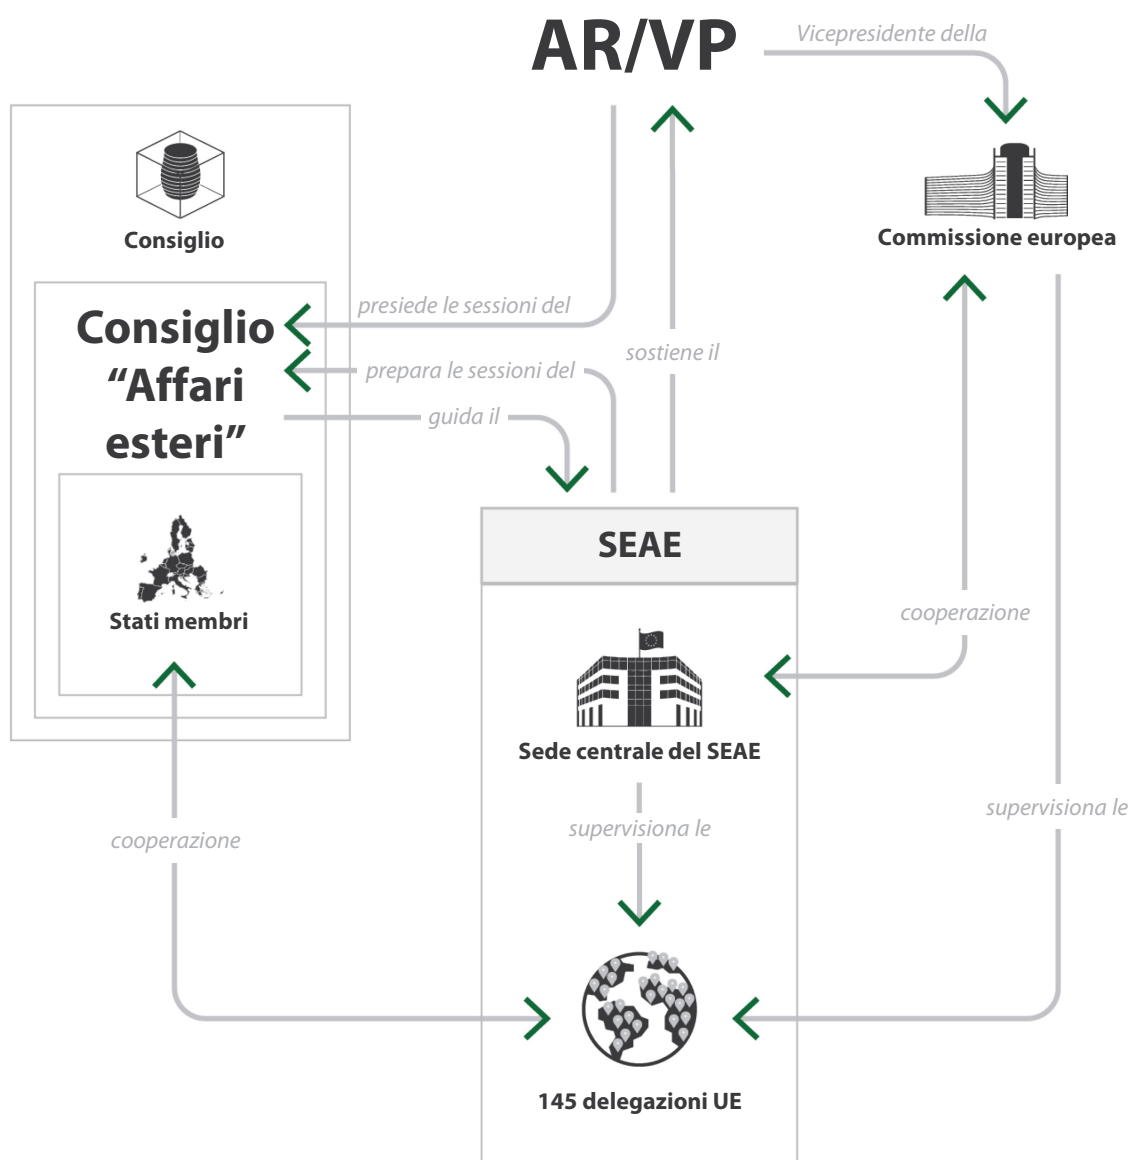 AR/VP
Vicepresidente della
Consiglio
Commissione europea
Consiglio
“Affari
esteri”
presiede le sessioni del
prepara le sessioni del
guida il
sostiene il
SEAE
Stati membri
cooperazione
Sede centrale del SEAE
supervisiona le
supervisiona le
cooperazione
145 delegazioni UE